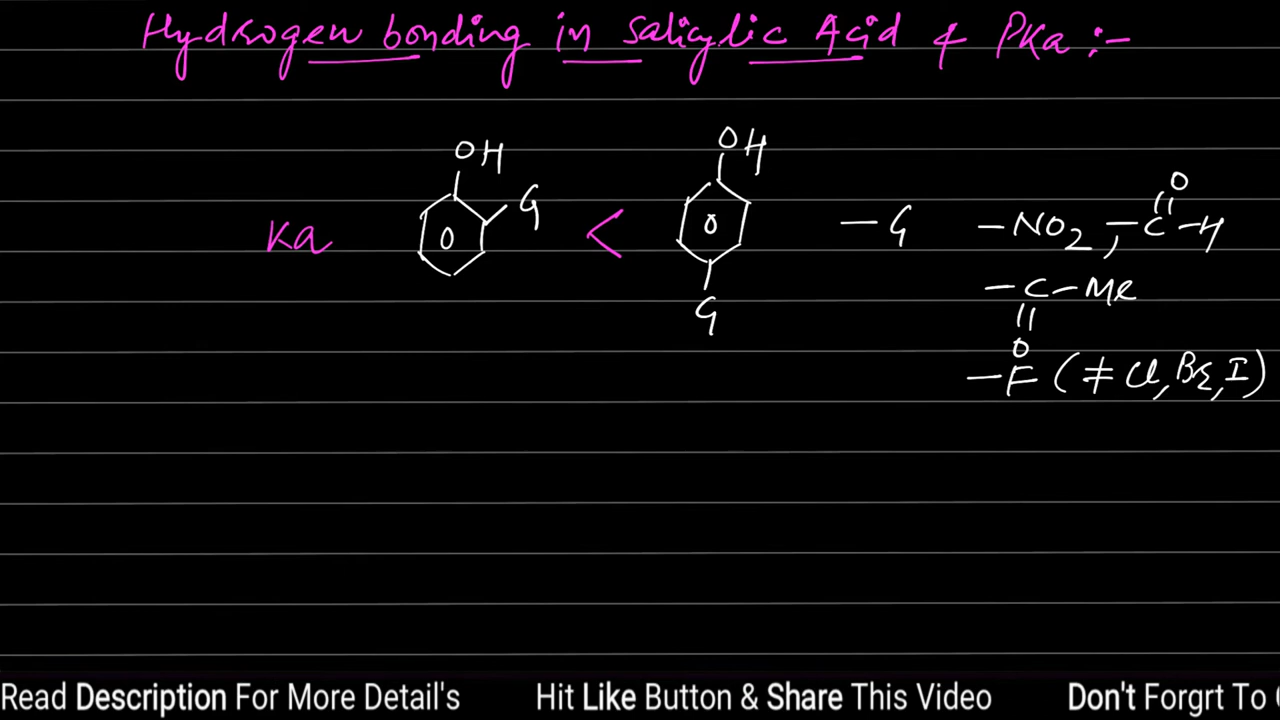 Hydrogen bonding in Salicylic Acid & PKa :-
OH OH O
Ka G < O G -G -NO2, -C-H
O
G -C-Me
O
-F (≠ Cl, Br, I)
Read Description For More Detail's Hit Like Button & Share This Video Don't Forgrt To